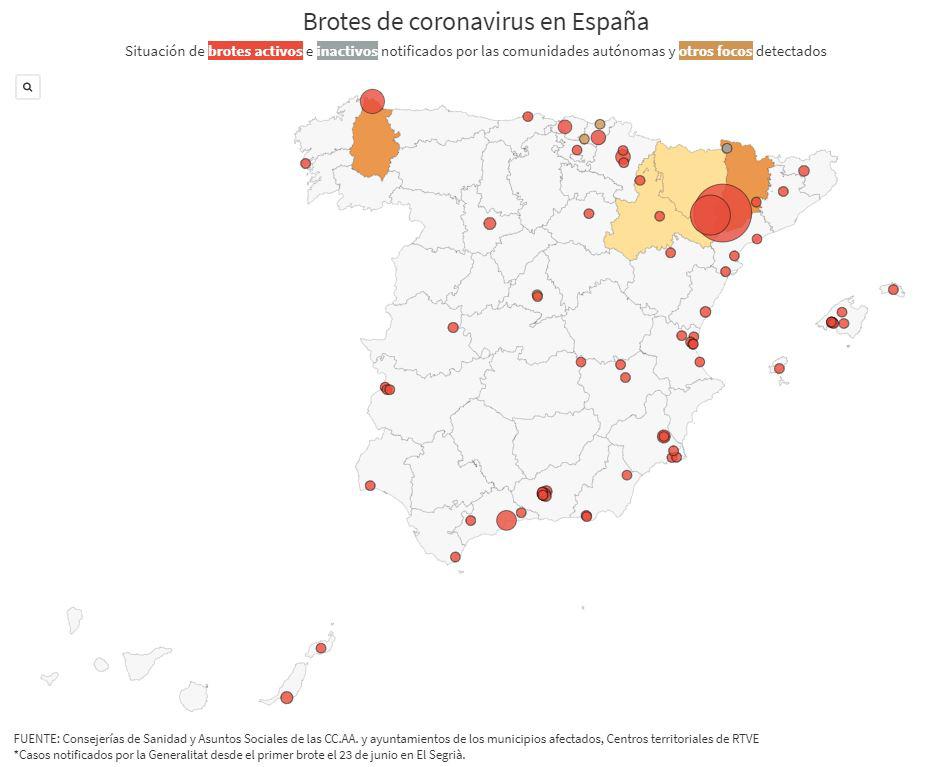 Brotes de coronavirus en España
Situación de brotes activos e inactivos notificados por las comunidades autónomas y otros focos detectados
FUENTE: Consejerías de Sanidad y Asuntos Sociales de las CC.AA. y ayuntamientos de los municipios afectados, Centros territoriales de RTVE
*Casos notificados por la Generalitat desde el primer brote el 23 de junio en El Segrià.